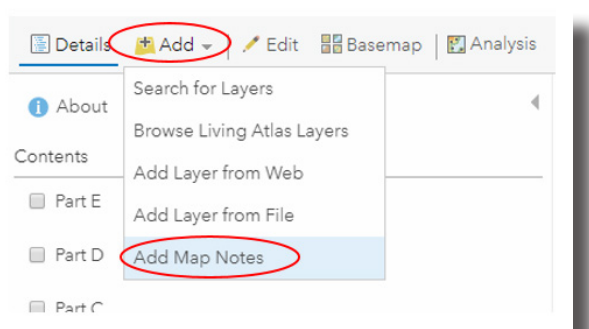 Details Add Edit Basemap Analysis
About
Contents
Part E
Part D
Part C
Search for Layers
Browse Living Atlas Layers
Add Layer from Web
Add Layer from File
Add Map Notes